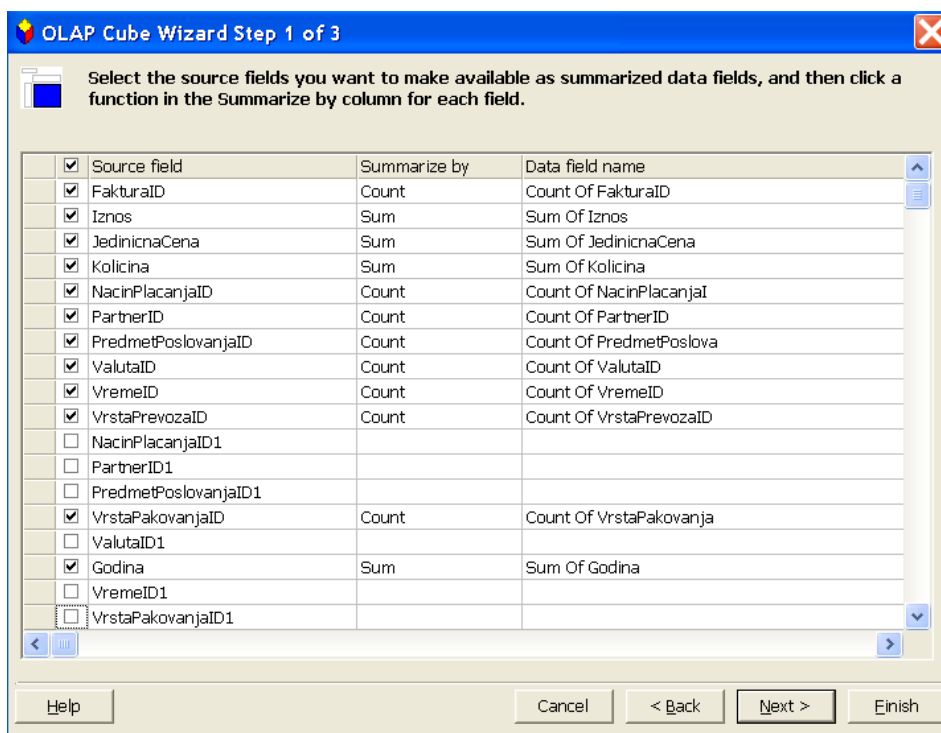 OLAP Cube Wizard Step 1 of 3
Select the source fields you want to make available as summarized data fields, and then click a
function in the Summarize by column for each field.
Source field Summarize by Data field name
FakturaID Count Count Of FakturaID
Iznos Sum Sum Of Iznos
JedinicnaCena Sum Sum Of JedinicnaCena
Kolicina Sum Sum Of Kolicina
NacinPlacanjaID Count Count Of NacinPlacanjaI
PartnerID Count Count Of PartnerID
PredmetPoslovanjaID Count Count Of PredmetPoslova
ValutaID Count Count Of ValutaID
VremeID Count Count Of VremeID
VrstaPrevozaID Count Count Of VrstaPrevozaID
NacinPlacanjaID1
PartnerID1
PredmetPoslovanjaID1
VrstaPakovanjaID Count Count Of VrstaPakovanja
ValutaID1
Godina Sum Sum Of Godina
VremeID1
VrstaPakovanjaID1
Help Cancel < Back Next > Finish